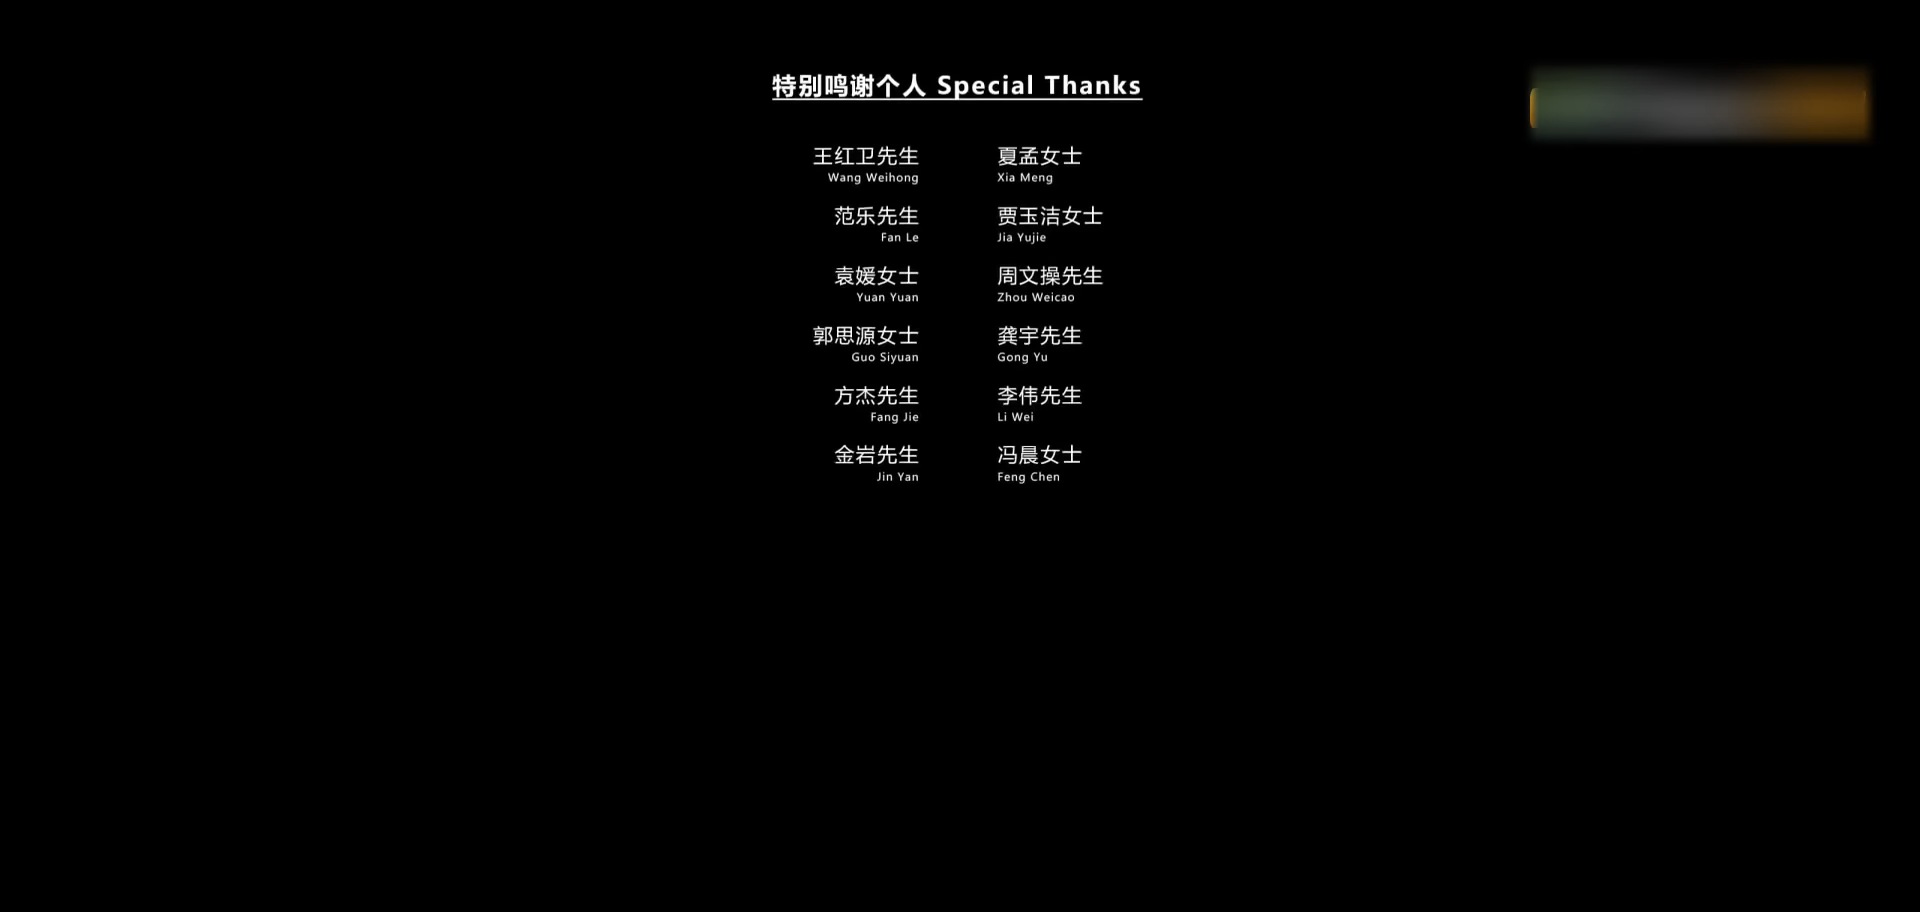 特别鸣谢个人 Special Thanks
王红卫先生 夏孟女士
Wang Weihong Xia Meng
范乐先生 贾玉洁女士
Fan Le Jia Yujie
袁媛女士 周文操先生
Yuan Yuan Zhou Weicao
郭思源女士 龚宇先生
Guo Siyuan Gong Yu
方杰先生 李伟先生
Fang Jie Li Wei
金岩先生 冯晨女士
Jin Yan Feng Chen